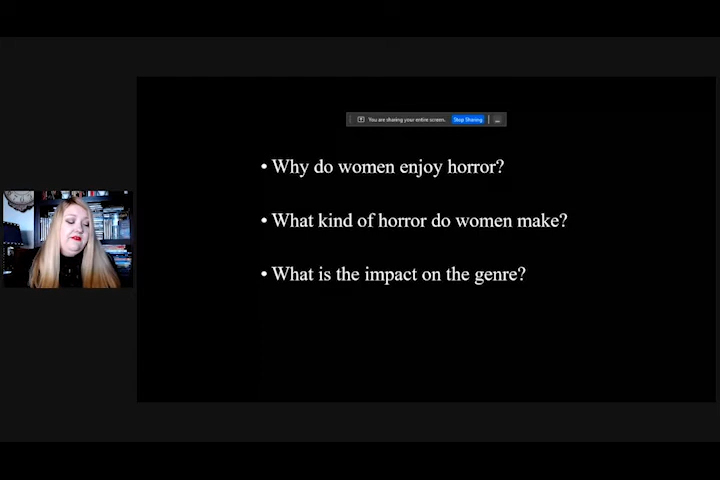 You are sharing your entire screen. Stop Sharing
• Why do women enjoy horror?
• What kind of horror do women make?
• What is the impact on the genre?